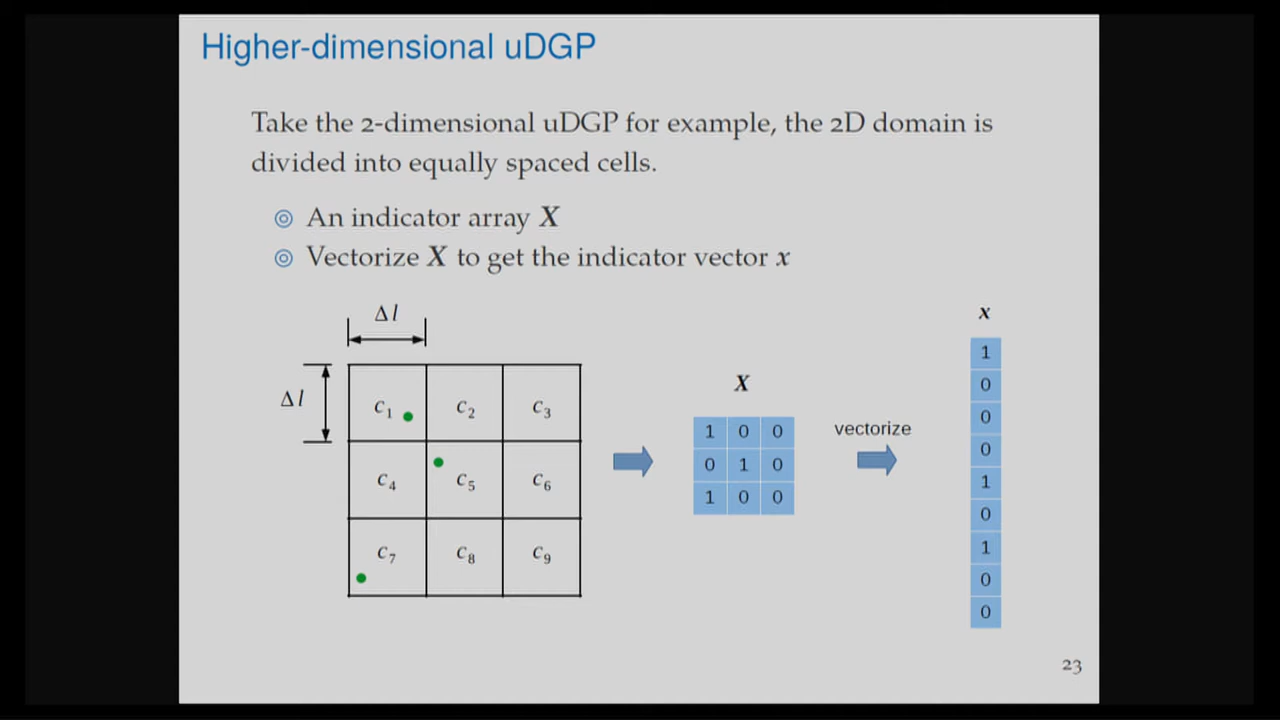 Higher-dimensional uDGP
Take the 2-dimensional uDGP for example, the 2D domain is
divided into equally spaced cells.
◎ An indicator array X
◎ Vectorize X to get the indicator vector x
Δl
Δl
c1 c2 c3
c4 c5 c6
c7 c8 c9
X
1 0 0
0 1 0
1 0 0
vectorize
x
1
0
0
0
1
0
1
0
0
23